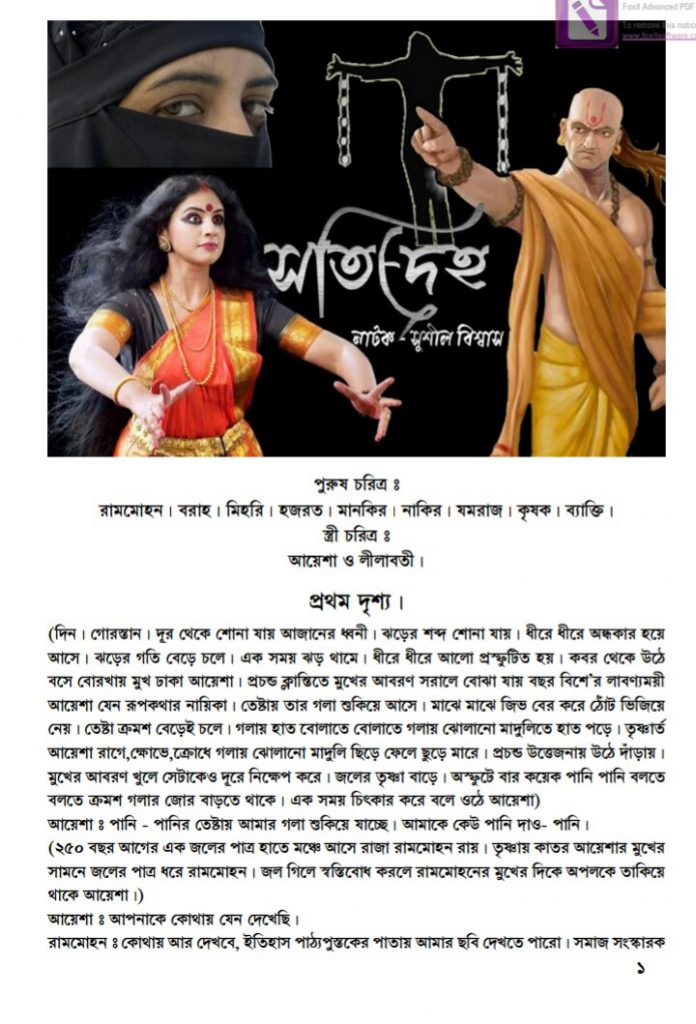 Foxit Advanced PDF
To remove this notice
www.foxitsoftware.co
সতিদেহ
নাটক - সুশীল বিশ্বাস
পুরুষ চরিত্র ঃ
রামমোহন। বরাহ। মিহরি। হজরত। মানকির। নাকির। যমরাজ। কৃষক। ব্যাক্তি।
স্ত্রী চরিত্র ঃ
আয়েশা ও লীলাবতী।
প্রথম দৃশ্য।
(দিন। গোরস্তান। দূর থেকে শোনা যায় আজানের ধ্বনী। ঝড়ের শব্দ শোনা যায়। ধীরে ধীরে অন্ধকার হয়ে
আসে। ঝড়ের গতি বেড়ে চলে। এক সময় ঝড় থামে। ধীরে ধীরে আলো প্রস্ফুটিত হয়। কবর থেকে উঠে
বসে বোরখায় মুখ ঢাকা আয়েশা। প্রচন্ড ক্লান্তিতে মুখের আবরণ সরালে বোঝা যায় বছর বিশে’র লাবণ্যময়ী
আয়েশা যেন রূপকথার নায়িকা। তেষ্টায় তার গলা শুকিয়ে আসে। মাঝে মাঝে জিভ বের করে ঠোঁট ভিজিয়ে
নেয়। তেষ্টা ক্রমশ বেড়েই চলে। গলায় হাত বোলাতে বোলাতে গলায় ঝোলানো মাদুলিতে হাত পড়ে। তৃষ্ণার্ত
আয়েশা রাগে,ক্ষোভে,ক্রোধে গলায় ঝোলানো মাদুলি ছিড়ে ফেলে ছুড়ে মারে। প্রচন্ড উত্তেজনায় উঠে দাঁড়ায়।
মুখের আবরণ খুলে সেটাকেও দূরে নিক্ষেপ করে। জলের তৃষ্ণা বাড়ে। অস্ফুটে বার কয়েক পানি পানি বলতে
বলতে ক্রমশ গলার জোর বাড়তে থাকে। এক সময় চিৎকার করে বলে ওঠে আয়েশা)
আয়েশা ঃ পানি - পানির তেষ্টায় আমার গলা শুকিয়ে যাচ্ছে। আমাকে কেউ পানি দাও- পানি।
(২৫০ বছর আগের এক জলের পাত্র হাতে মঞ্চে আসে রাজা রামমোহন রায়। তৃষ্ণায় কাতর আয়েশার মুখের
সামনে জলের পাত্র ধরে রামমোহন। জল গিলে স্বস্তিবোধ করলে রামমোহনের মুখের দিকে অপলকে তাকিয়ে
থাকে আয়েশা।)
আয়েশা ঃ আপনাকে কোথায় যেন দেখেছি।
রামমোহন ঃ কোথায় আর দেখবে, ইতিহাস পাঠ্যপুস্তকের পাতায় আমার ছবি দেখতে পারো। সমাজ সংস্কারক
১